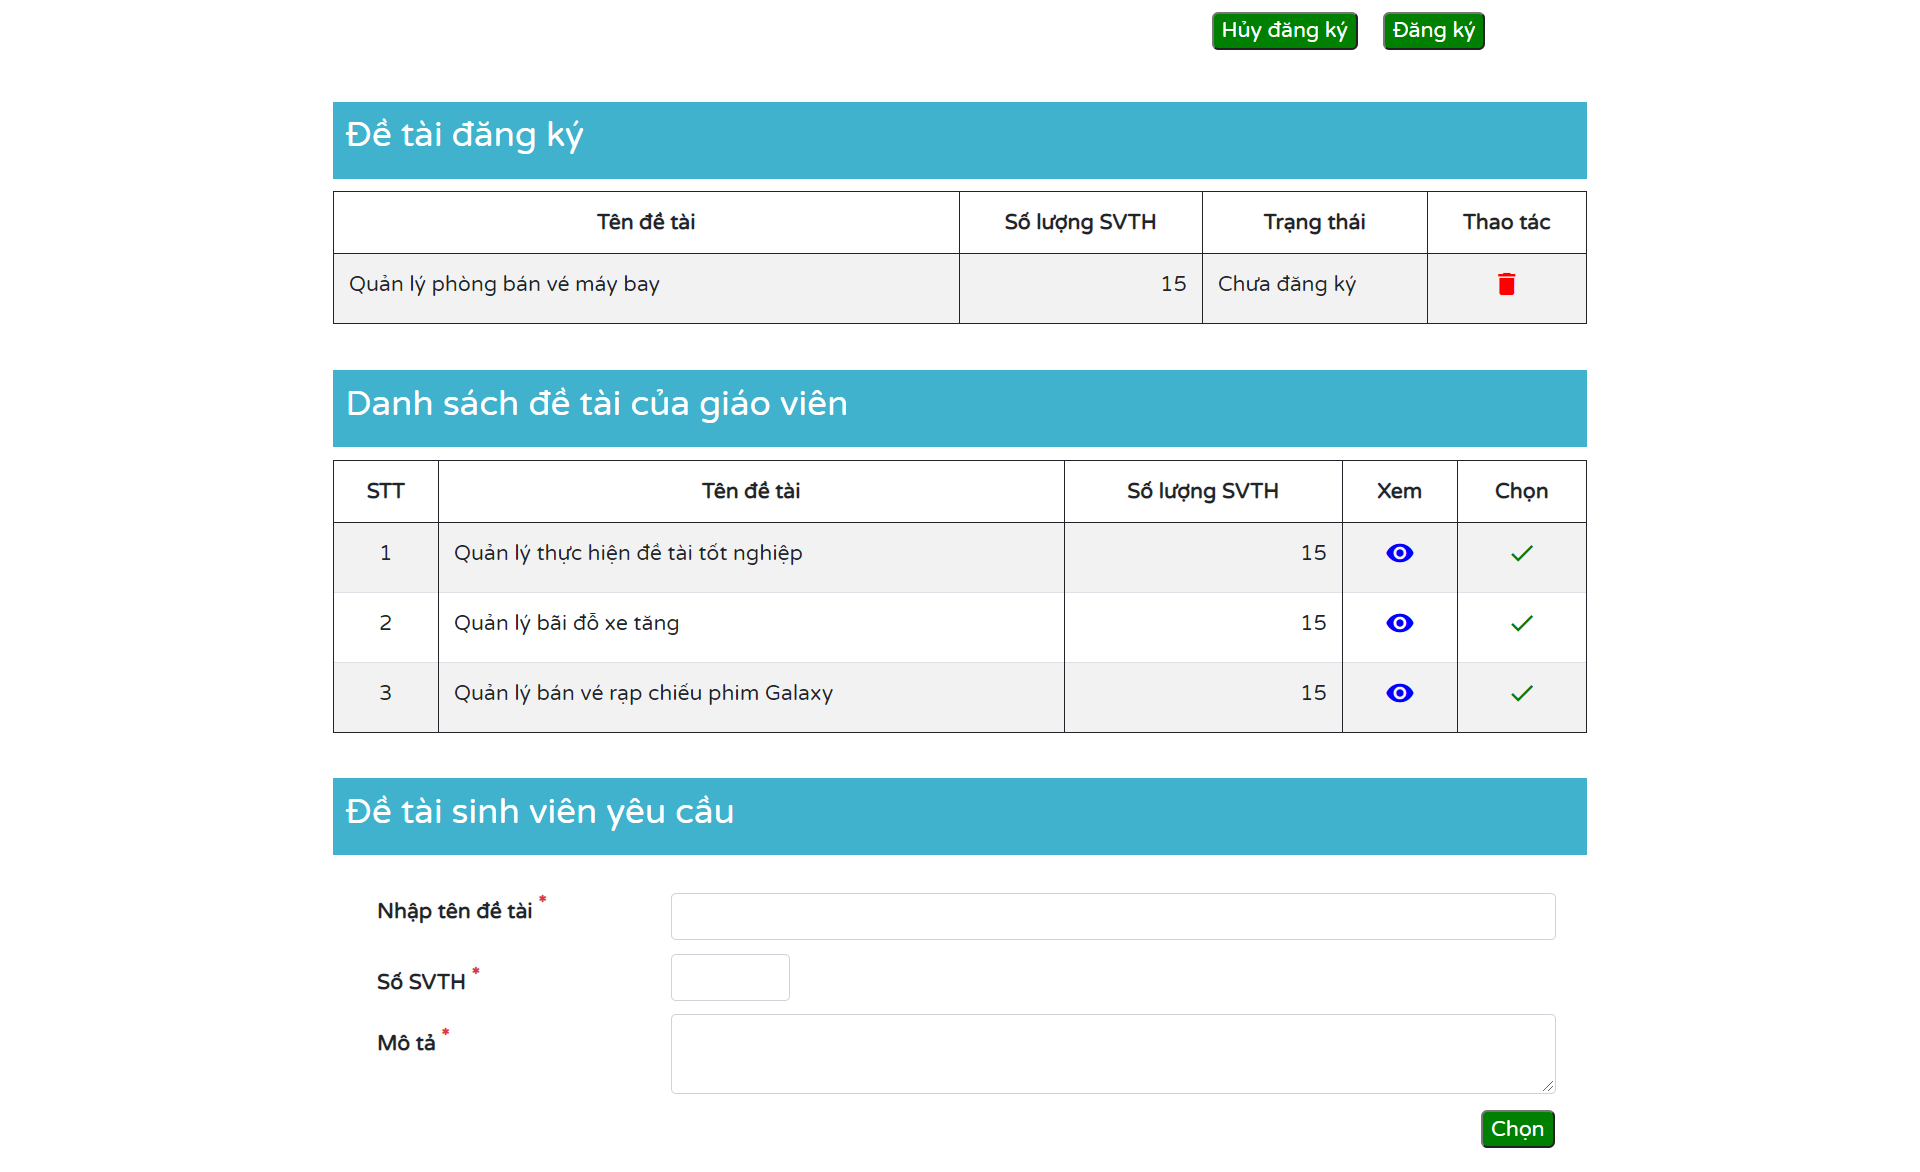 Hủy đăng ký Đăng ký
Đề tài đăng ký
Tên đề tài Số lượng SVTH Trạng thái Thao tác
Quản lý phòng bán vé máy bay 15 Chưa đăng ký
Danh sách đề tài của giáo viên
STT Tên đề tài Số lượng SVTH Xem Chọn
1 Quản lý thực hiện đề tài tốt nghiệp 15
2 Quản lý bãi đỗ xe tăng 15
3 Quản lý bán vé rạp chiếu phim Galaxy 15
Đề tài sinh viên yêu cầu
Nhập tên đề tài *
Số SVTH *
Mô tả *
Chọn